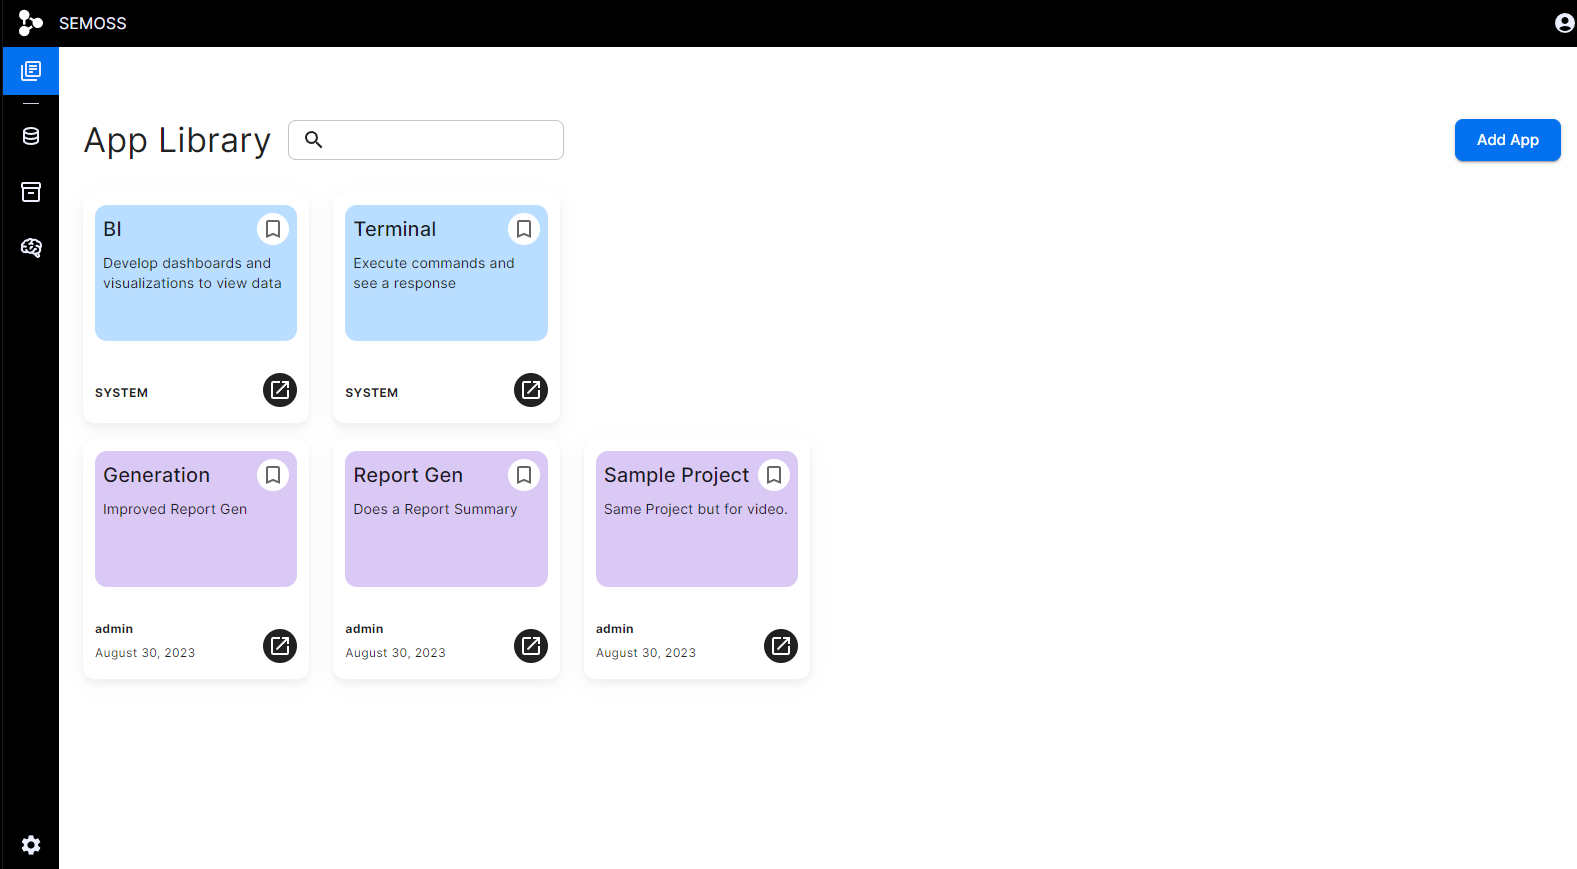 SEMOSS
App Library
Add App
BI
Develop dashboards and
visualizations to view data
SYSTEM
Terminal
Execute commands and
see a response
SYSTEM
Generation
Improved Report Gen
admin
August 30, 2023
Report Gen
Does a Report Summary
admin
August 30, 2023
Sample Project
Same Project but for video.
admin
August 30, 2023